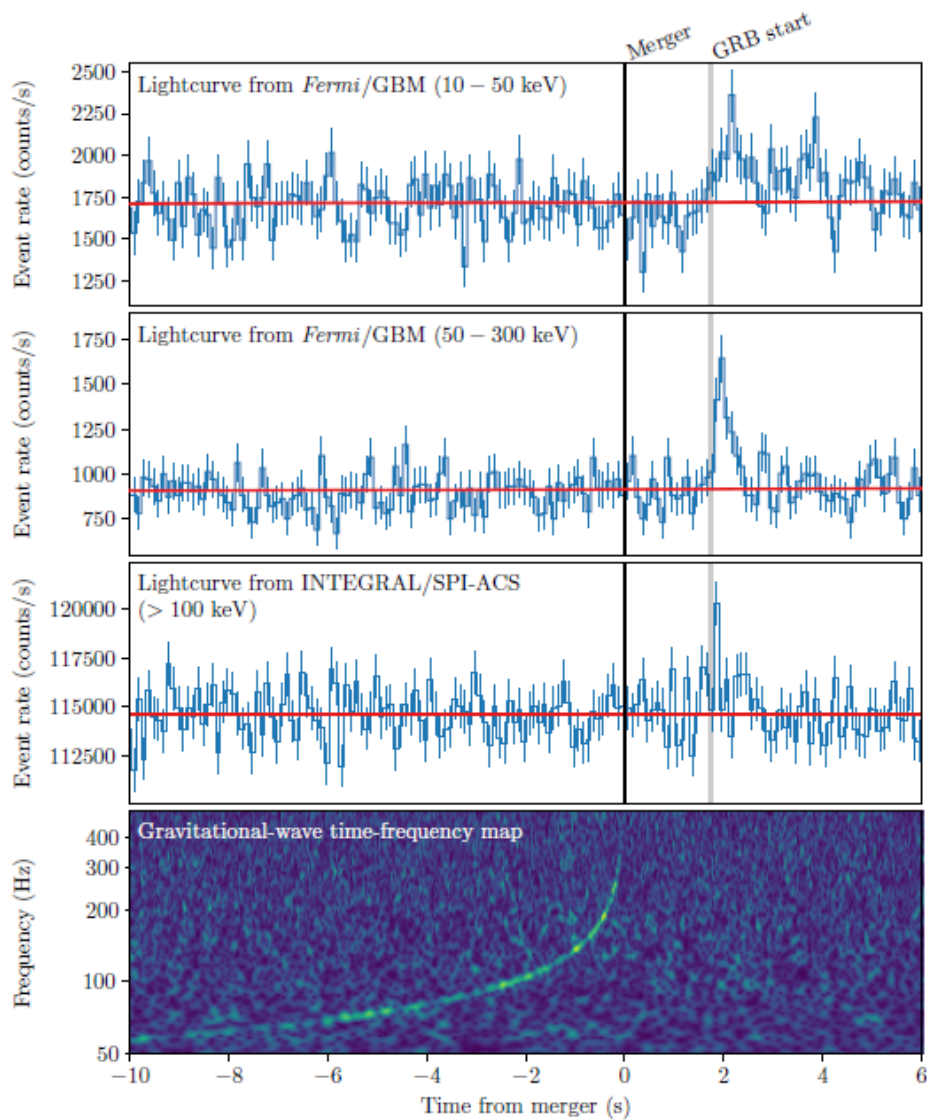 Merger
GRB start
Lightcurve from Fermi/GBM (10 − 50 keV)
Event rate (counts/s)
2500
2250
2000
1750
1500
1250
Lightcurve from Fermi/GBM (50 − 300 keV)
Event rate (counts/s)
1750
1500
1250
1000
750
Lightcurve from INTEGRAL/SPI-ACS
(> 100 keV)
Event rate (counts/s)
120000
117500
115000
112500
Gravitational-wave time-frequency map
Frequency (Hz)
400
300
200
100
50
−10 −8 −6 −4 −2 0 2 4 6
Time from merger (s)